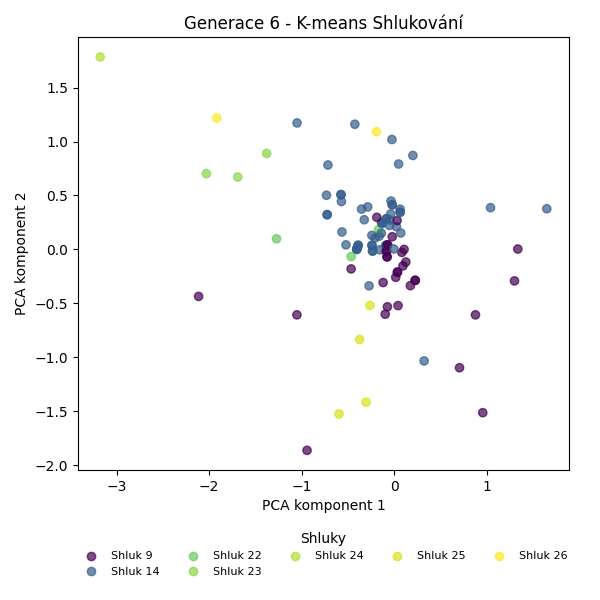 Generace 6 - K-means Shlukování
PCA komponent 2
1.5
1.0
0.5
0.0
−0.5
−1.0
−1.5
−2.0
−3 −2 −1 0 1
PCA komponent 1
Shluky
Shluk 9 Shluk 22 Shluk 24 Shluk 25 Shluk 26
Shluk 14 Shluk 23